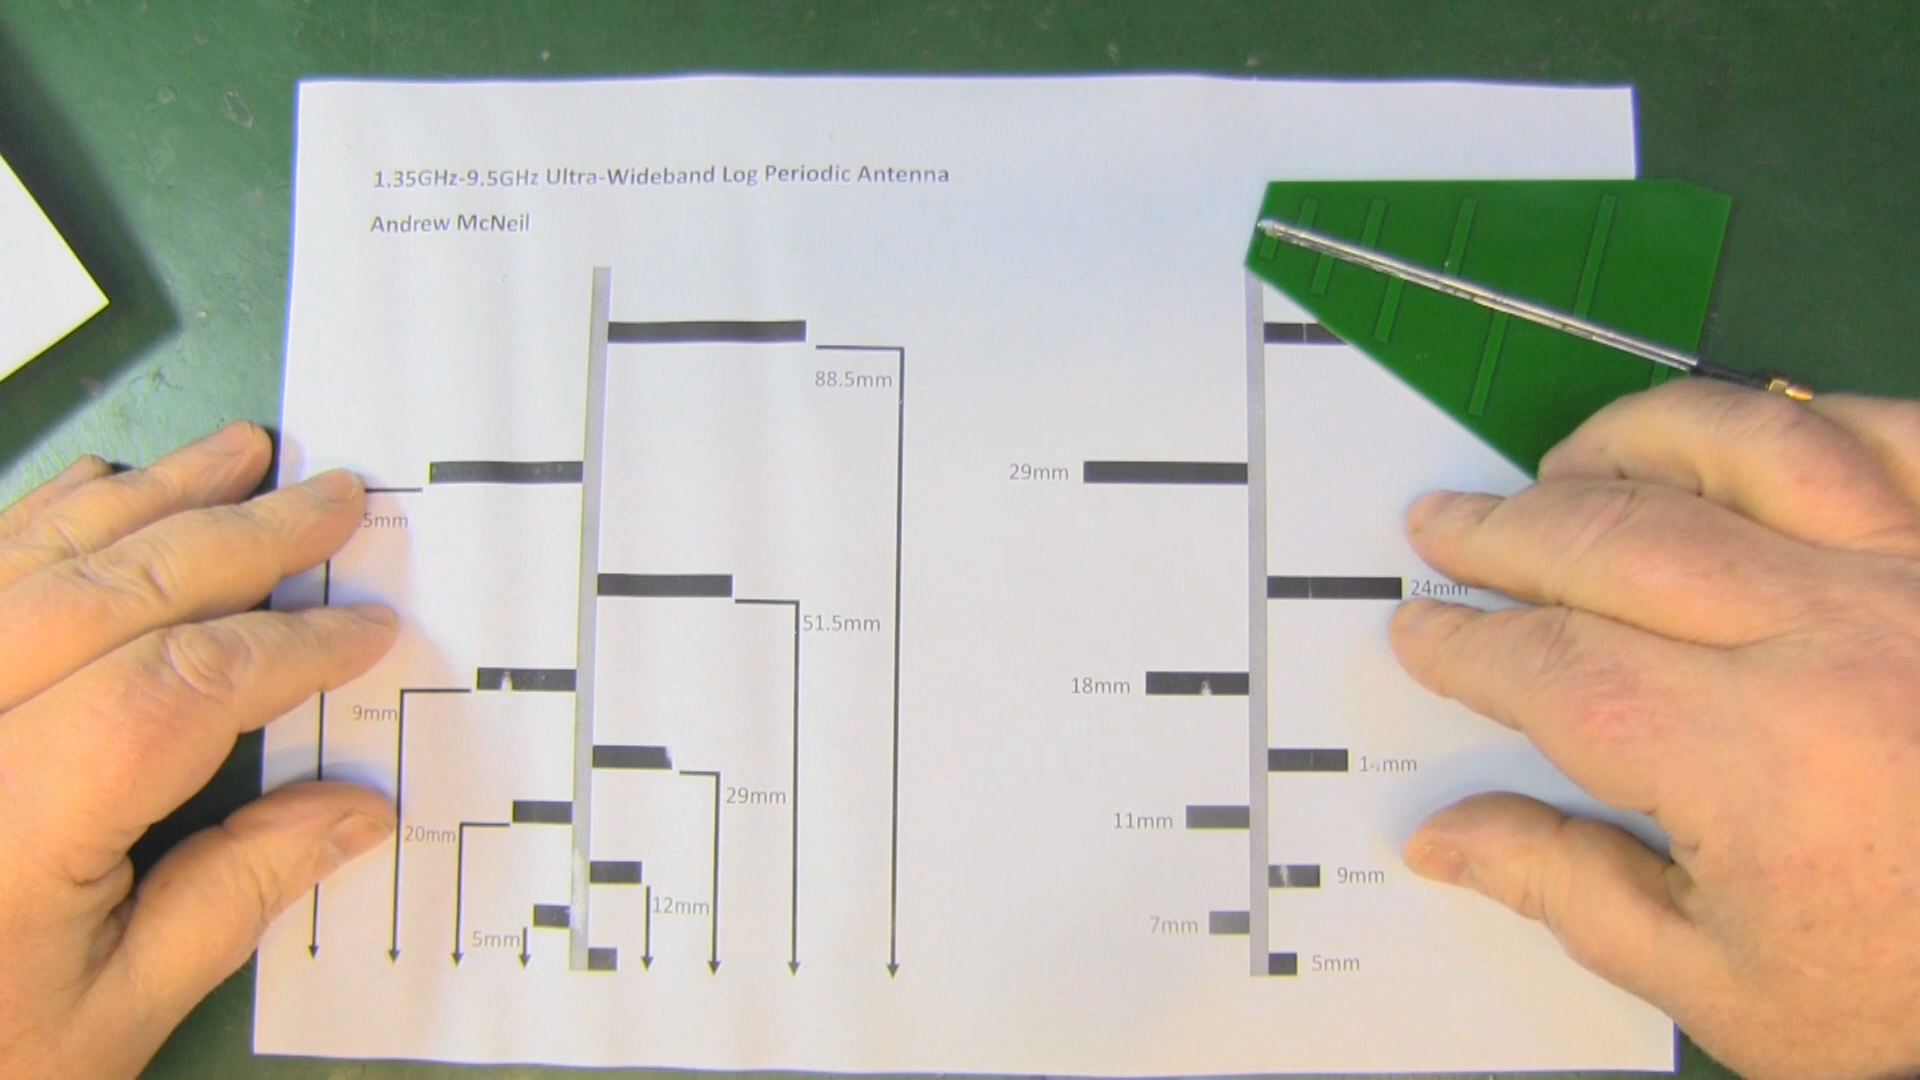 1.35GHz-9.5GHz Ultra-Wideband Log Periodic Antenna
Andrew McNeil
88.5mm
29mm
5mm
24mm
51.5mm
18mm
9mm
29mm
11mm
20mm
9mm
12mm
7mm
5mm
5mm